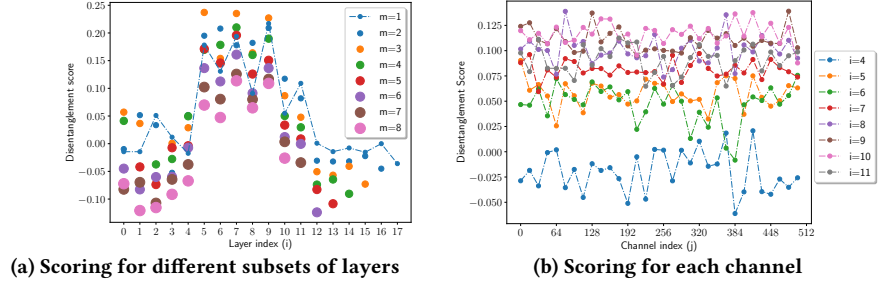 0.25
0.20
0.15
0.10
0.05
0.00
−0.05
−0.10
Disentanglement score
m=1
m=2
m=3
m=4
m=5
m=6
m=7
m=8
0 1 2 3 4 5 6 7 8 9 10 11 12 13 14 15 16 17
Layer index (i)
(a) Scoring for different subsets of layers
0.125
0.100
0.075
0.050
0.025
0.000
−0.025
−0.050
Disentanglement Score
0 64 128 192 256 320 384 448 512
Channel index (j)
i=4
i=5
i=6
i=7
i=8
i=9
i=10
i=11
(b) Scoring for each channel